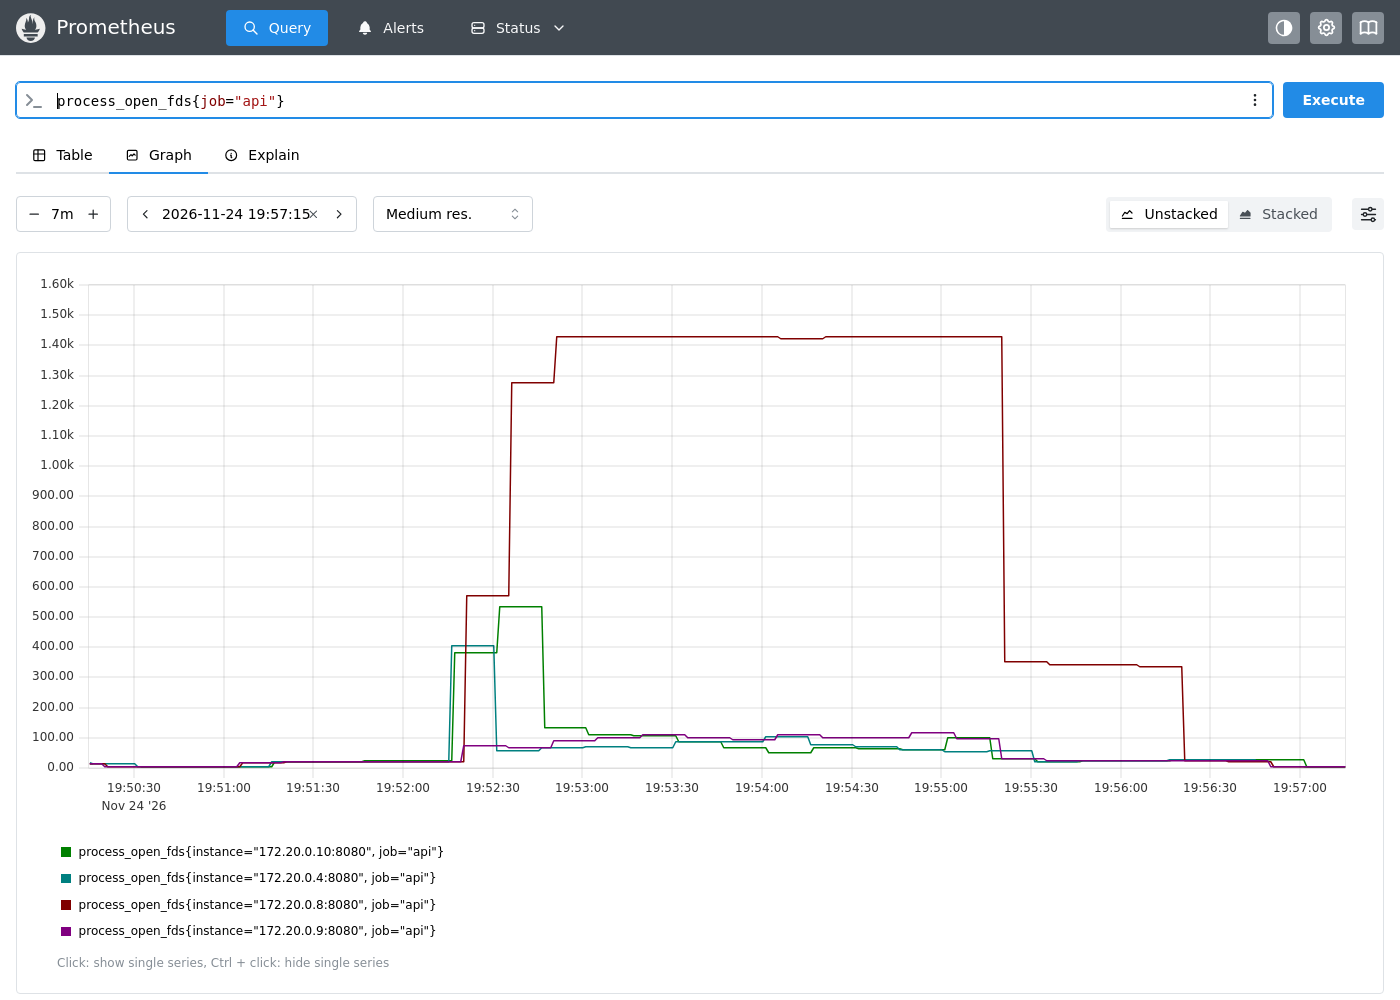 Prometheus Query Alerts Status
process_open_fds{job="api"} Execute
Table Graph Explain
7m 2026-11-24 19:57:15 Medium res. Unstacked Stacked
1.60k
1.50k
1.40k
1.30k
1.20k
1.10k
1.00k
900.00
800.00
700.00
600.00
500.00
400.00
300.00
200.00
100.00
0.00
19:50:30 19:51:00 19:51:30 19:52:00 19:52:30 19:53:00 19:53:30 19:54:00 19:54:30 19:55:00 19:55:30 19:56:00 19:56:30 19:57:00
Nov 24 '26
process_open_fds{instance="172.20.0.10:8080", job="api"}
process_open_fds{instance="172.20.0.4:8080", job="api"}
process_open_fds{instance="172.20.0.8:8080", job="api"}
process_open_fds{instance="172.20.0.9:8080", job="api"}
Click: show single series, Ctrl + click: hide single series